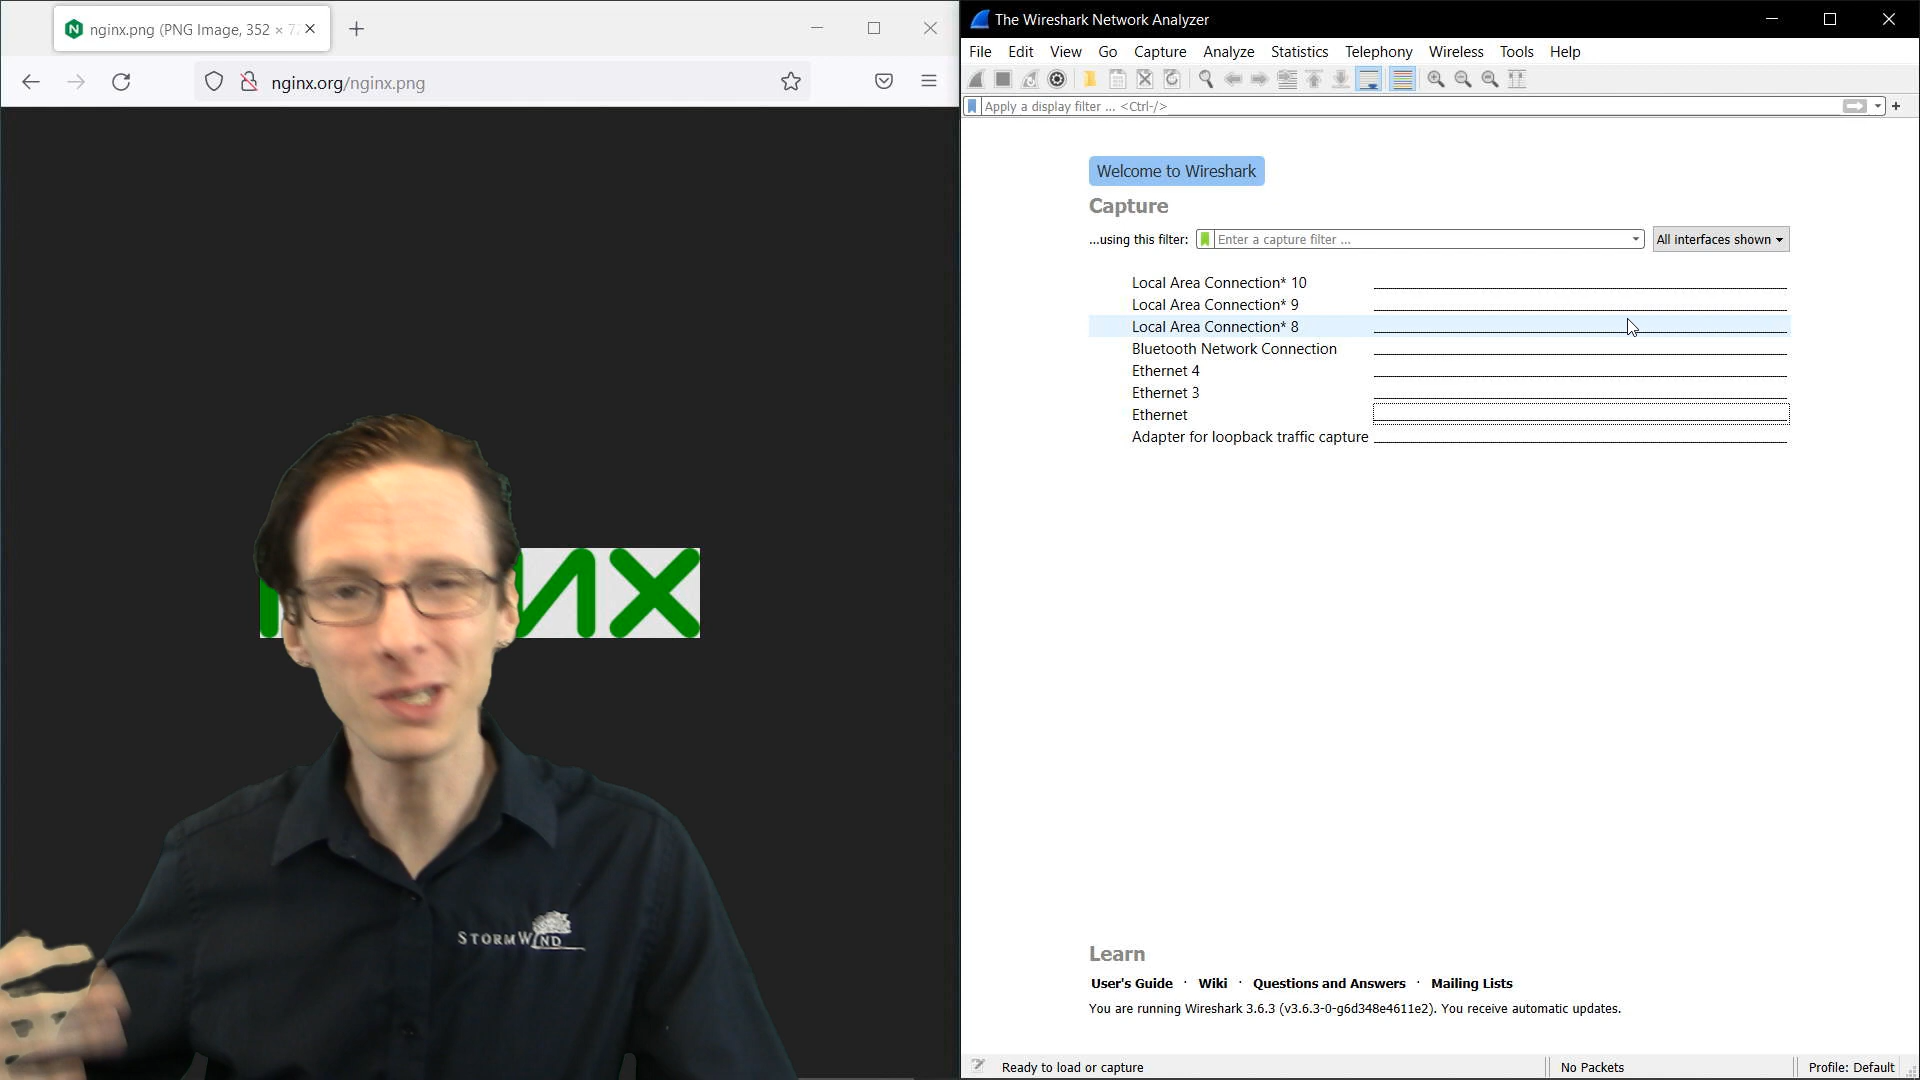 nginx.png (PNG Image, 352 × 7
nginx.org/nginx.png
NX
STORMWIND
The Wireshark Network Analyzer
File Edit View Go Capture Analyze Statistics Telephony Wireless Tools Help
Apply a display filter ... <Ctrl-/>
Welcome to Wireshark
Capture
...using this filter: Enter a capture filter ... All interfaces shown
Local Area Connection* 10
Local Area Connection* 9
Local Area Connection* 8
Bluetooth Network Connection
Ethernet 4
Ethernet 3
Ethernet
Adapter for loopback traffic capture
Learn
User's Guide · Wiki · Questions and Answers · Mailing Lists
You are running Wireshark 3.6.3 (v3.6.3-0-g6d348e4611e2). You receive automatic updates.
Ready to load or capture No Packets Profile: Default